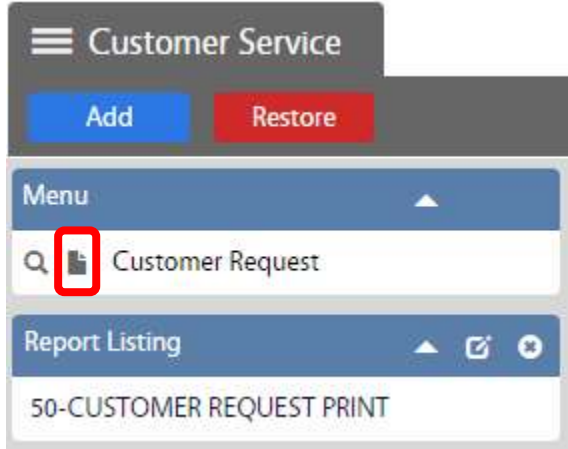 Customer Service
Add Restore
Menu
Customer Request
Report Listing
50-CUSTOMER REQUEST PRINT